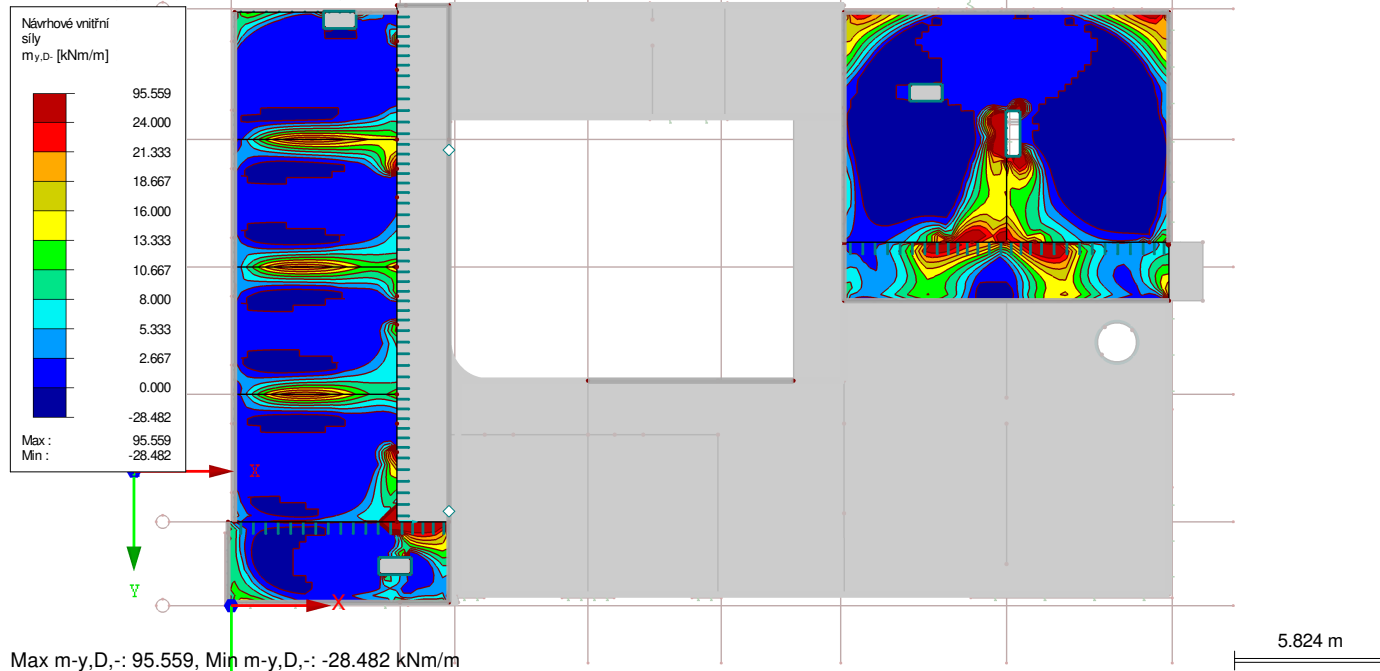 Návrhové vnitřní
síly
my,D- [kNm/m]
95.559
24.000
21.333
18.667
16.000
13.333
10.667
8.000
5.333
2.667
0.000
-28.482
Max : 95.559
Min : -28.482
X
Y
X
Max m-y,D,-: 95.559, Min m-y,D,-: -28.482 kNm/m
5.824 m